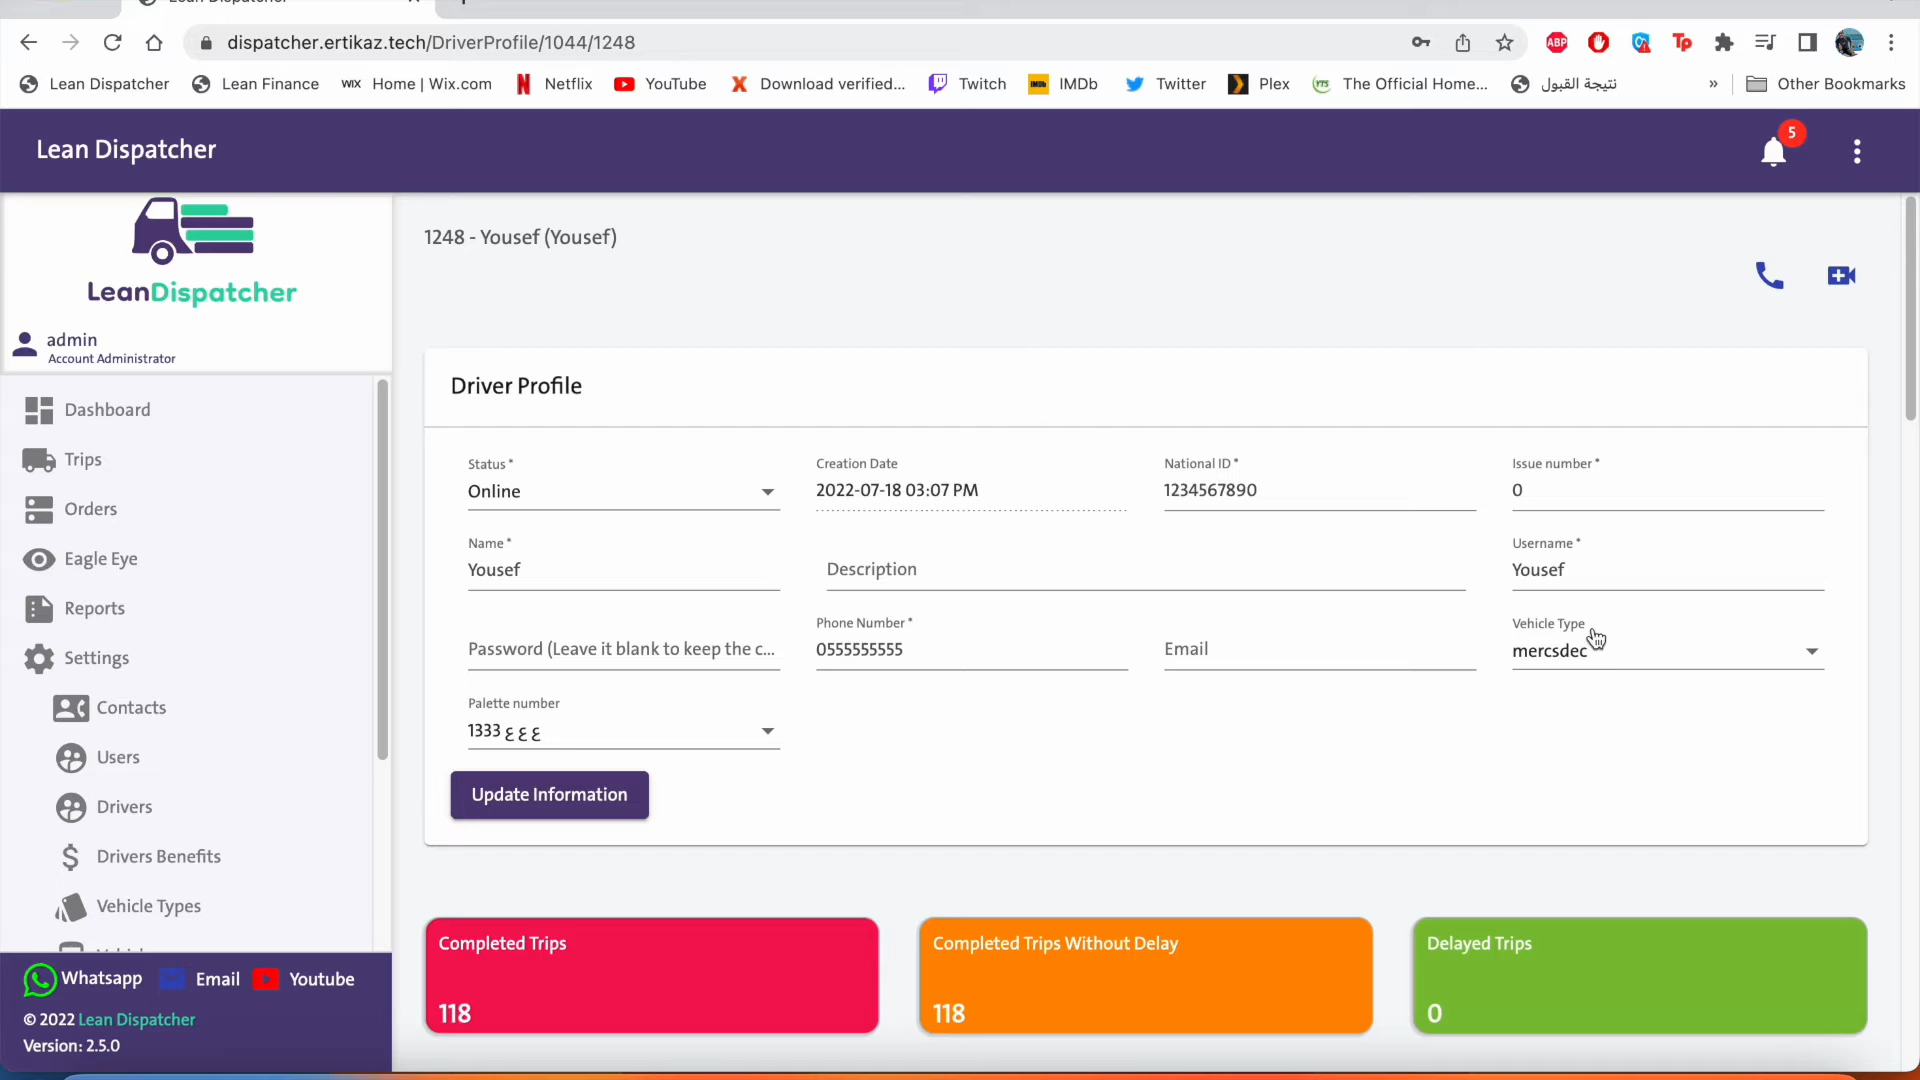 dispatcher.ertikaz.tech/DriverProfile/1044/1248
ABP
Tp
Lean Dispatcher
Lean Finance
WIX Home | Wix.com
Netflix
YouTube
Download verified...
Twitch
IMDb IMDb
Twitter
Plex
YTS The Official Home...
نتيجة القبول
»
Other Bookmarks
Lean Dispatcher
5
LeanDispatcher
admin
Account Administrator
Dashboard
Trips
Orders
Eagle Eye
Reports
Settings
Contacts
Users
Drivers
Drivers Benefits
Vehicle Types
Whatsapp Email Youtube
© 2022 Lean Dispatcher
Version: 2.5.0
1248 - Yousef (Yousef)
Driver Profile
Status *
Online
Creation Date
2022-07-18 03:07 PM
National ID *
1234567890
Issue number *
0
Name *
Yousef
Description
Username *
Yousef
Password (Leave it blank to keep the c...
Phone Number *
0555555555
Email
Vehicle Type
mercsdec
Palette number
1333 ع ع ع
Update Information
Completed Trips
118
Completed Trips Without Delay
118
Delayed Trips
0